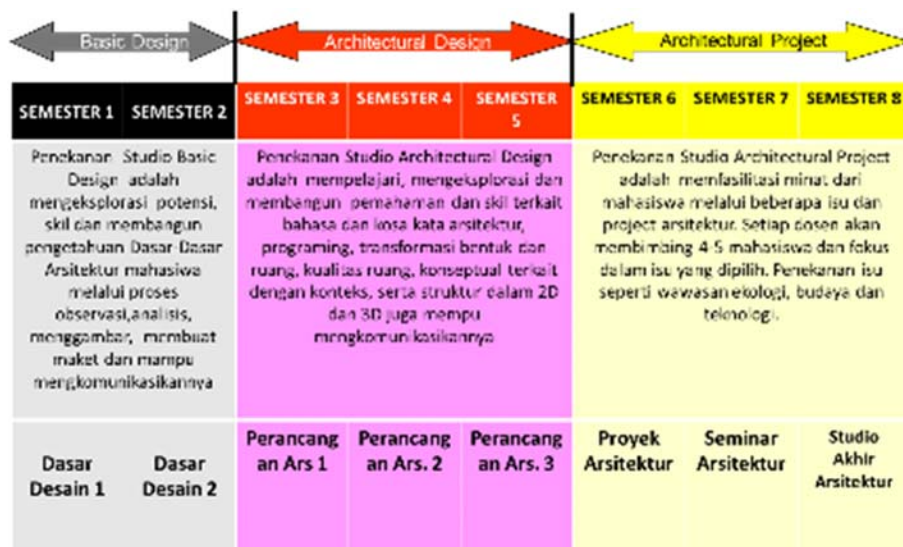 Basic Design
Architectural Design
Architectural Project
SEMESTER 1
SEMESTER 2
SEMESTER 3
SEMESTER 4
SEMESTER
5
SEMESTER 6
SEMESTER 7
SEMESTER 8
Penekanan Studio Basic
Design adalah
mengeksplorasi potensi,
skil dan membangun
pengetahuan Dasar-Dasar
Arsitektur mahasiwa
melalui proses
observasi,analisis,
menggambar, membuat
maket dan mampu
mengkomunikasikannya
Penekanan Studio Architectural Design
adalah mempelajari, mengeksplorasi dan
membangun pemahaman dan skil terkait
bahasa dan kosa kata arsitektur,
programing, transformasi bentuk dan
ruang, kualitas ruang, konseptual terkait
dengan konteks, serta struktur dalam 2D
dan 3D juga mempu
mengkomunikasikannya
Penekanan Studio Architectural Project
adalah memfasilitasi minat dari
mahasiswa melalui beberapa isu dan
project arsitektur. Setiap dosen akan
membimbing 4-5 mahasiswa dan fokus
dalam isu yang dipilih. Penekanan isu
seperti wawasan ekologi, budaya dan
teknologi.
Dasar
Desain 1
Dasar
Desain 2
Perancang
an Ars 1
Perancang
an Ars. 2
Perancang
an Ars. 3
Proyek
Arsitektur
Seminar
Arsitektur
Studio
Akhir
Arsitektur